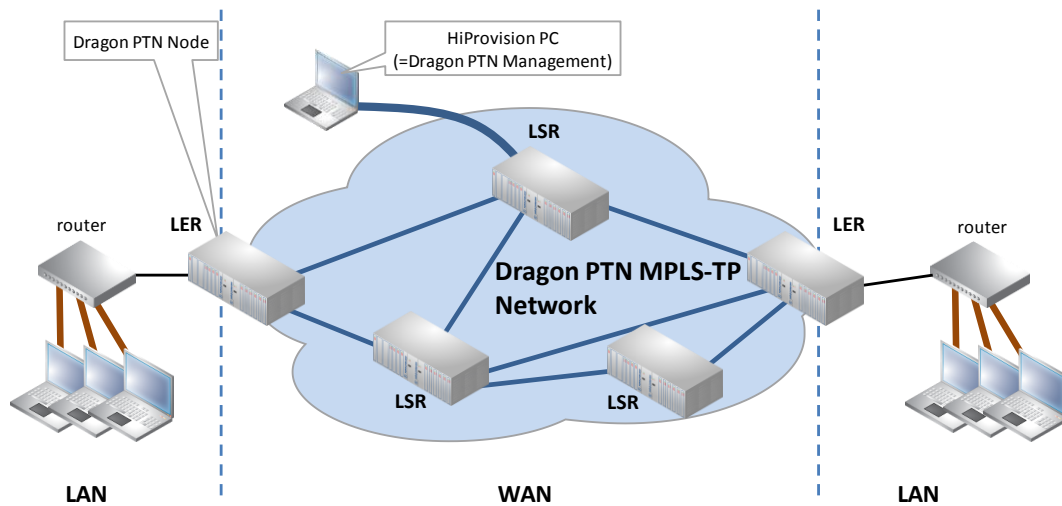 Dragon PTN Node
HiProvision PC
(=Dragon PTN Management)
LSR
router
LER
LER
router
Dragon PTN MPLS-TP
Network
LSR
LSR
LAN
WAN
LAN